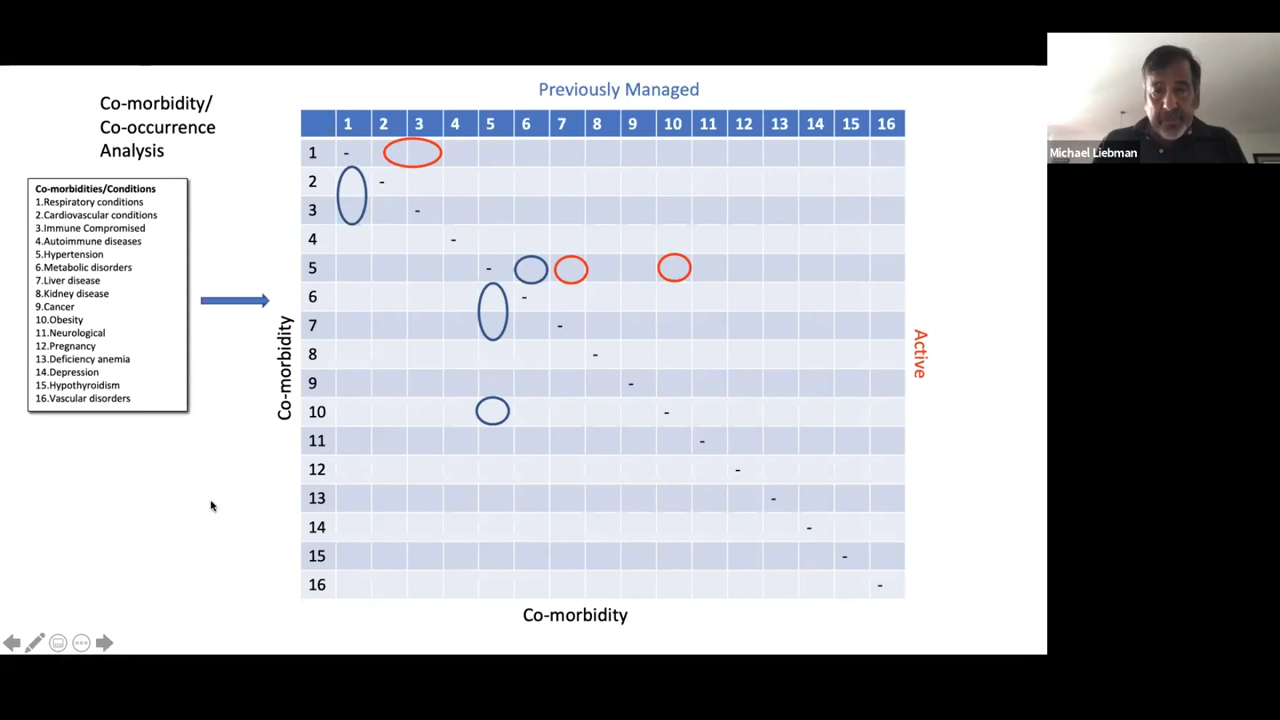 Co-morbidity/
Co-occurrence
Analysis
Co-morbidities/Conditions
1.Respiratory conditions
2.Cardiovascular conditions
3.Immune Compromised
4.Autoimmune diseases
5.Hypertension
6.Metabolic disorders
7.Liver disease
8.Kidney disease
9.Cancer
10.Obesity
11.Neurological
12.Pregnancy
13.Deficiency anemia
14.Depression
15.Hypothyroidism
16.Vascular disorders
Previously Managed
1 2 3 4 5 6 7 8 9 10 11 12 13 14 15 16
1 -
2 -
3 -
4 -
5 -
6 -
7 -
8 -
9 -
10 -
11 -
12 -
13 -
14 -
15 -
16 -
Co-morbidity
Co-morbidity
Active
Michael Liebman